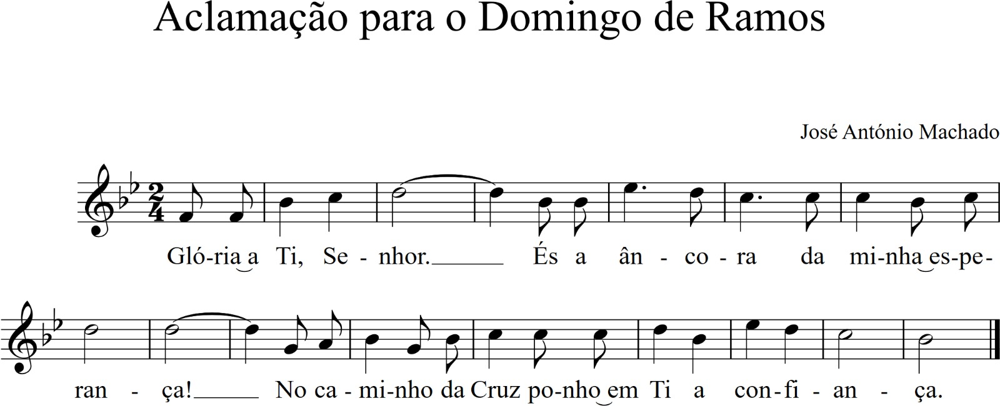 Aclamação para o Domingo de Ramos
José António Machado
Gló-ria‿a Ti, Se - nhor.____ És a ân - co - ra da mi-nha‿es-pe-
ran - ça!____ No ca - mi-nho da Cruz po-nho‿em Ti a con-fi - an - ça.